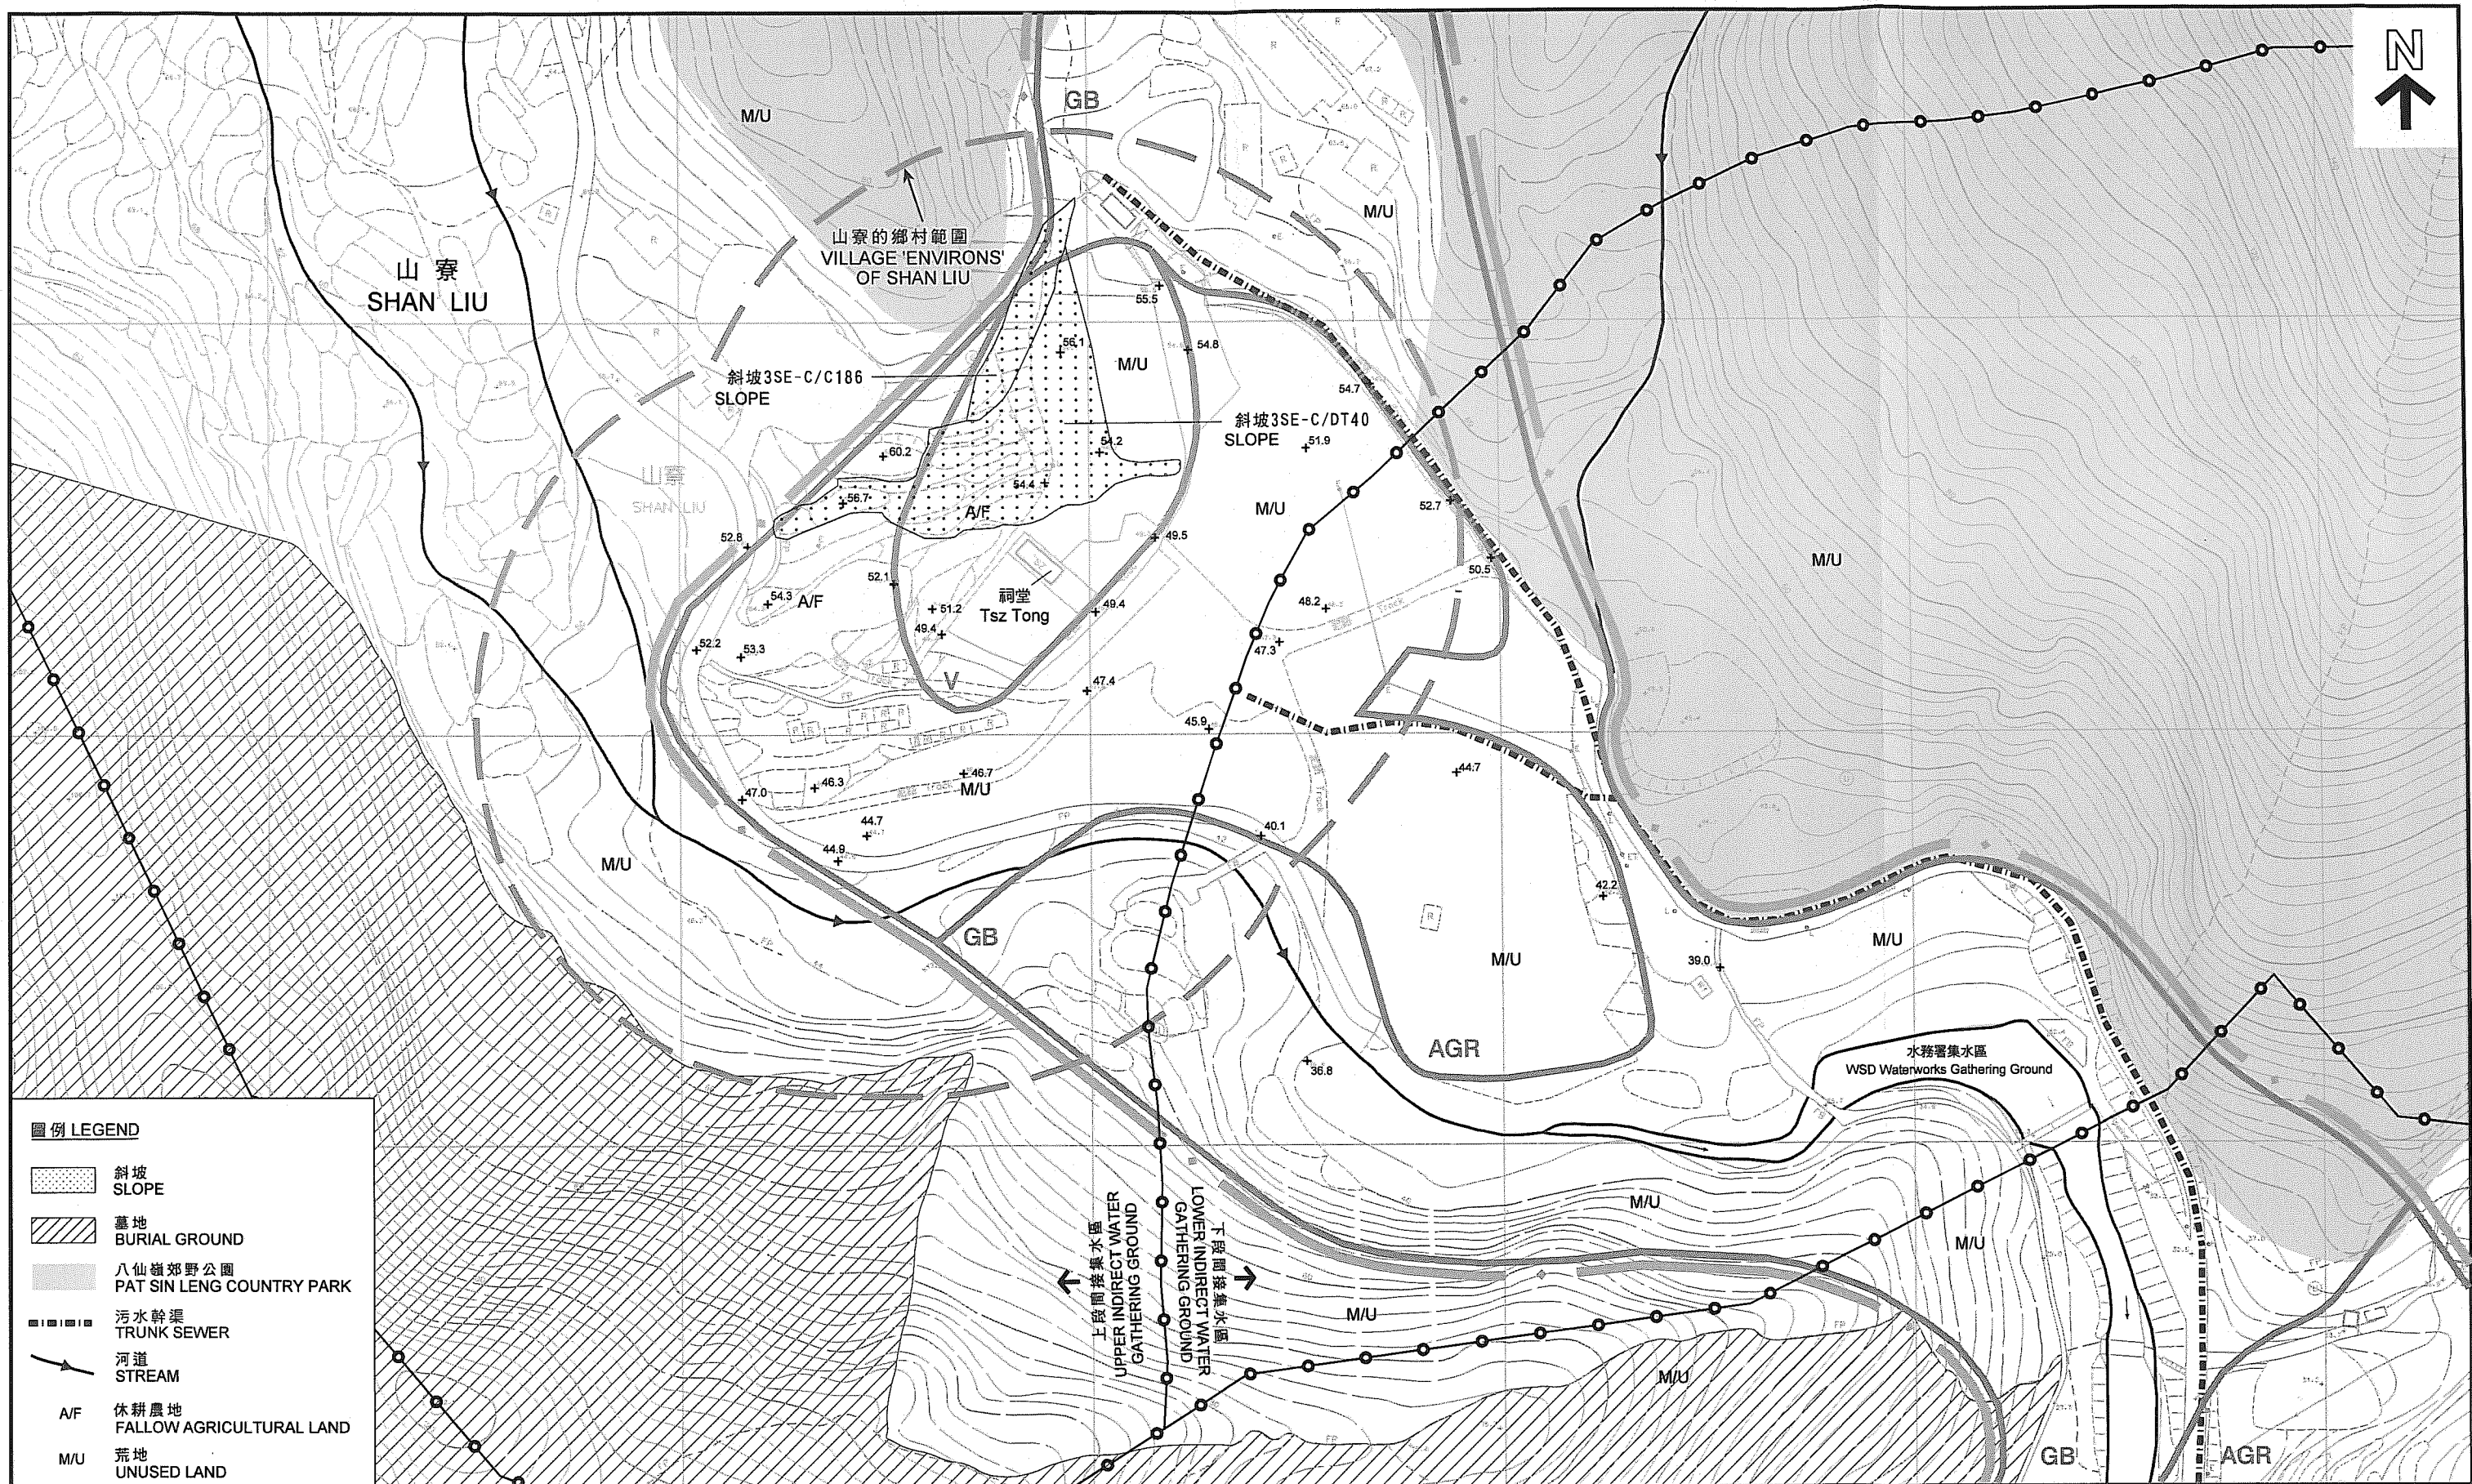 N
GB
M/U
M/U
山寮的鄉村範圍
VILLAGE 'ENVIRONS'
OF SHAN LIU
山 寮
SHAN LIU
55.5
56.1
54.8
M/U
斜坡3SE-C/C186
SLOPE
54.7
斜坡3SE-C/DT40
SLOPE
51.9
54.2
60.2
山寮
SHAN LIU
54.4
56.7
A/F
M/U
52.7
52.8
49.5
M/U
50.5
52.1
祠堂
Tsz Tong
54.3
A/F
51.2
49.4
49.4
48.2
Track
47.3
52.2
53.3
V
47.4
45.9
44.7
46.7
46.3
M/U
47.0
Track
Track
44.7
44.9
40.1
M/U
42.2
GB
M/U
M/U
39.0
AGR
36.8
水務署集水區
WSD Waterworks Gathering Ground
上段間接集水區
UPPER INDIRECT WATER
GATHERING GROUND
下段間接集水區
LOWER INDIRECT WATER
GATHERING GROUND
M/U
M/U
M/U
M/U
GB
AGR
圖例 LEGEND
斜坡
SLOPE
墓地
BURIAL GROUND
八仙嶺郊野公園
PAT SIN LENG COUNTRY PARK
污水幹渠
TRUNK SEWER
河道
STREAM
A/F
休耕農地
FALLOW AGRICULTURAL LAND
M/U
荒地
UNUSED LAND